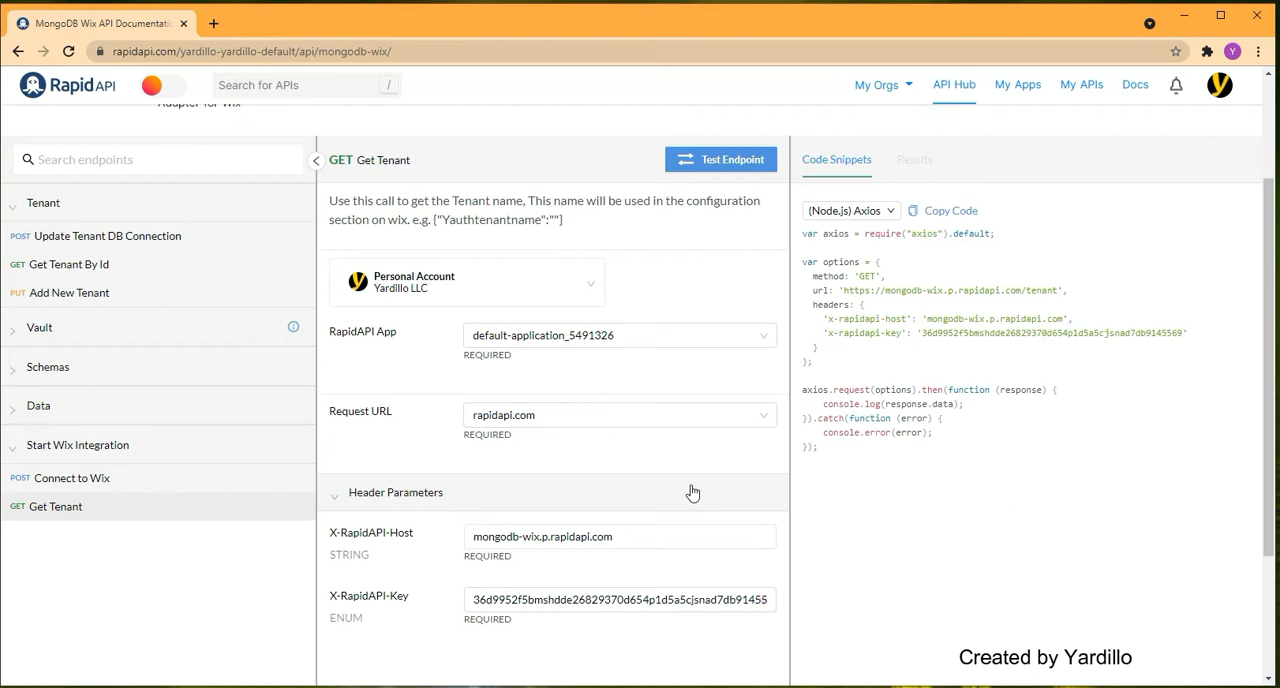 MongoDB Wix API Documentatic
rapidapi.com/yardillo-yardillo-default/api/mongodb-wix/
Y
Rapid API
Search for APIs
/
My Orgs
API Hub
My Apps
My APIs
Docs
Adapter for Wix
Search endpoints
Tenant
POST Update Tenant DB Connection
GET Get Tenant By Id
PUT Add New Tenant
Vault
Schemas
Data
Start Wix Integration
POST Connect to Wix
GET Get Tenant
GET Get Tenant
Test Endpoint
Use this call to get the Tenant name, This name will be used in the configuration
section on wix. e.g. {"Yauthtenantname":""}
Personal Account
Yardillo LLC
RapidAPI App
default-application_5491326
REQUIRED
Request URL
rapidapi.com
REQUIRED
Header Parameters
X-RapidAPI-Host
STRING
mongodb-wix.p.rapidapi.com
REQUIRED
X-RapidAPI-Key
ENUM
36d9952f5bmshdde26829370d654p1d5a5cjsnad7db91455
REQUIRED
Code Snippets
Results
(Node.js) Axios
Copy Code
var axios = require("axios").default;
var options = {
method: 'GET',
url: 'https://mongodb-wix.p.rapidapi.com/tenant',
headers: {
'x-rapidapi-host': 'mongodb-wix.p.rapidapi.com',
'x-rapidapi-key': '36d9952f5bmshdde26829370d654p1d5a5cjsnad7db9145569'
}
};
axios.request(options).then(function (response) {
console.log(response.data);
}).catch(function (error) {
console.error(error);
});
Created by Yardillo